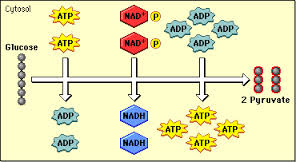 Cytosol
ATP
ATP
NAD+ P
NAD+ P
ADP
ADP ADP
ADP
Glucose
2 Pyruvate
ADP
ADP
NADH
NADH
ATP
ATP ATP
ATP